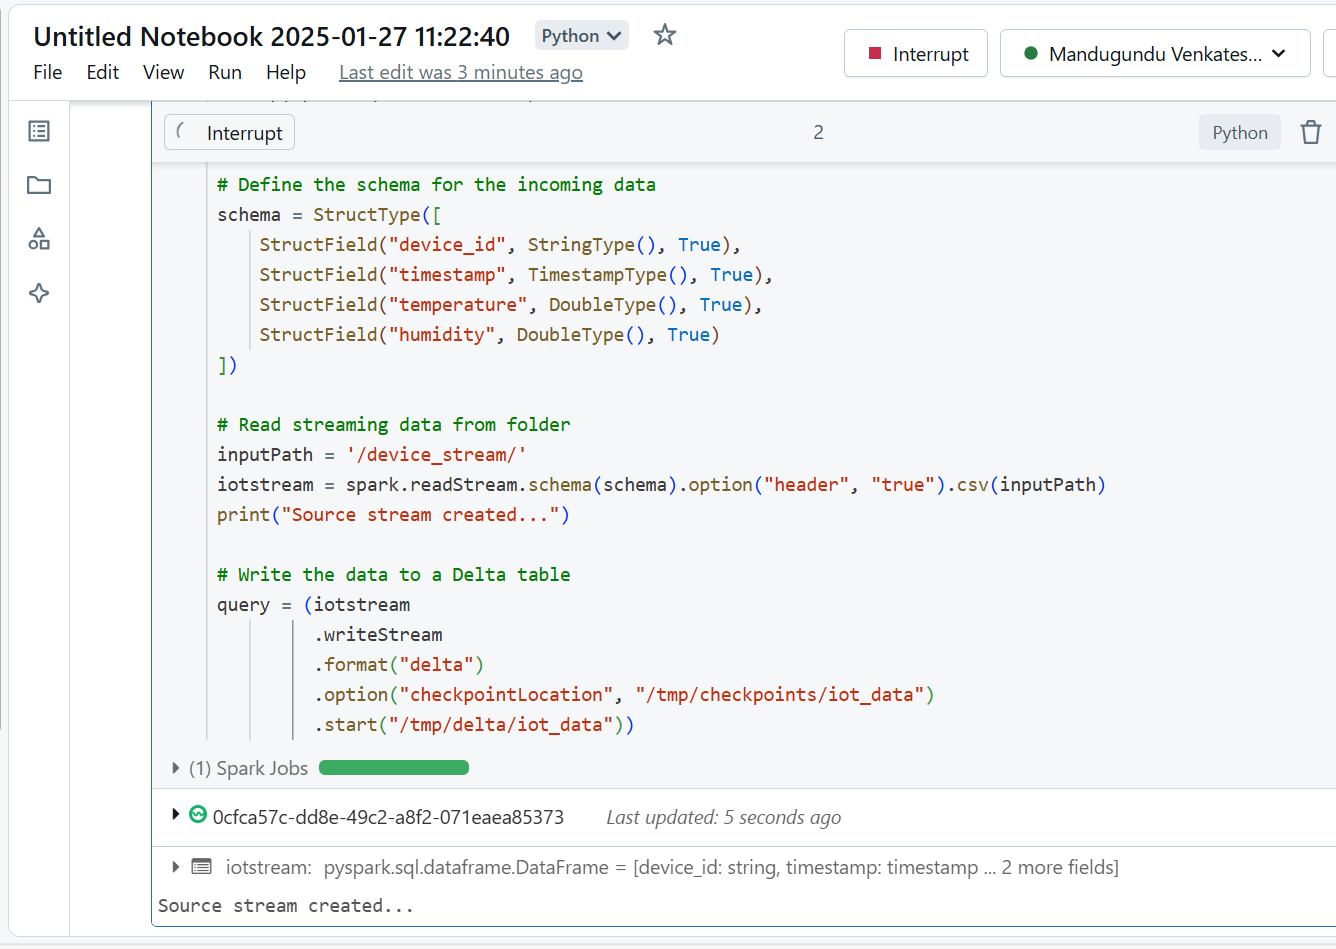 Untitled Notebook 2025-01-27 11:22:40 Python
File Edit View Run Help Last edit was 3 minutes ago
Interrupt Mandugundu Venkates...
Interrupt 2 Python
# Define the schema for the incoming data
schema = StructType([
StructField("device_id", StringType(), True),
StructField("timestamp", TimestampType(), True),
StructField("temperature", DoubleType(), True),
StructField("humidity", DoubleType(), True)
])
# Read streaming data from folder
inputPath = '/device_stream/'
iotstream = spark.readStream.schema(schema).option("header", "true").csv(inputPath)
print("Source stream created...")
# Write the data to a Delta table
query = (iotstream
.writeStream
.format("delta")
.option("checkpointLocation", "/tmp/checkpoints/iot_data")
.start("/tmp/delta/iot_data"))
(1) Spark Jobs
0cfca57c-dd8e-49c2-a8f2-071eaea85373 Last updated: 5 seconds ago
iotstream: pyspark.sql.dataframe.DataFrame = [device_id: string, timestamp: timestamp ... 2 more fields]
Source stream created...